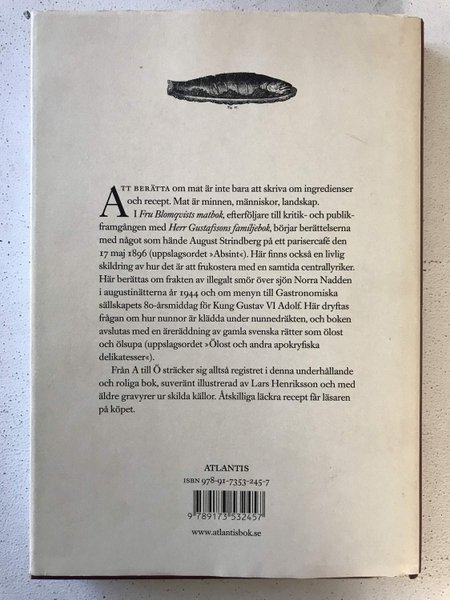 ATT BERÄTTA om mat är inte bara att skriva om ingredienser
och recept. Mat är minnen, människor, landskap.
I Fru Blomqvists matbok, efterföljare till kritik- och publik-
framgången med Herr Gustafssons familjebok, börjar berättelserna
med något som hände August Strindberg på ett parisercafé den
17 maj 1896 (uppslagsordet »Absint«). Här finns också en livlig
skildring av hur det är att frukostera med en samtida centrallyriker.
Här berättas om frakten av illegalt smör över sjön Norra Nadden
i augustinätterna år 1944 och om menyn till Gastronomiska
sällskapets 80-årsmiddag för Kung Gustav VI Adolf. Här dryftas
frågan om hur nunnor är klädda under nunnedräkten, och boken
avslutas med en äreräddning av gamla svenska rätter som ölost
och ölsupa (uppslagsordet »Ölost och andra apokryfiska
delikatesser«).
Från A till Ö sträcker sig alltså registret i denna underhållande
och roliga bok, suveränt illustrerad av Lars Henriksson och med
äldre gravyrer ur skilda källor. Åtskilliga läckra recept får läsaren
på köpet.
ATLANTIS
ISBN 978-91-7353-245-7
9 789173 532457
www.atlantisbok.se